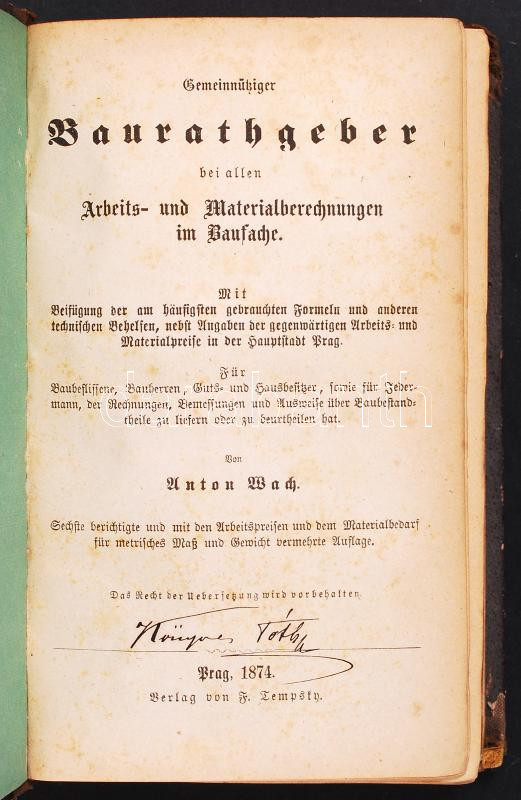 Gemeinnütziger
Baurathgeber
bei allen
Arbeits- und Materialberechnungen
im Baufache.
Mit
Beifügung der am häufigsten gebrauchten Formeln und anderen
technischen Behelfen, nebst Angaben der gegenwärtigen Arbeits- und
Materialpreise in der Hauptstadt Prag.
Für
Baubeflissene, Bauherren, Guts- und Hausbesitzer, sowie für Jeder-
mann, der Rechnungen, Bemessungen und Ausweise über Baubestand-
theile zu liefern oder zu beurtheilen hat.
Von
Anton Wach.
Sechste berichtigte und mit den Arbeitspreisen und dem Materialbedarf
für metrisches Maß und Gewicht vermehrte Auflage.
Das Recht der Uebersetzung wird vorbehalten.
Tóth
Prag, 1874.
Verlag von F. Tempsky.